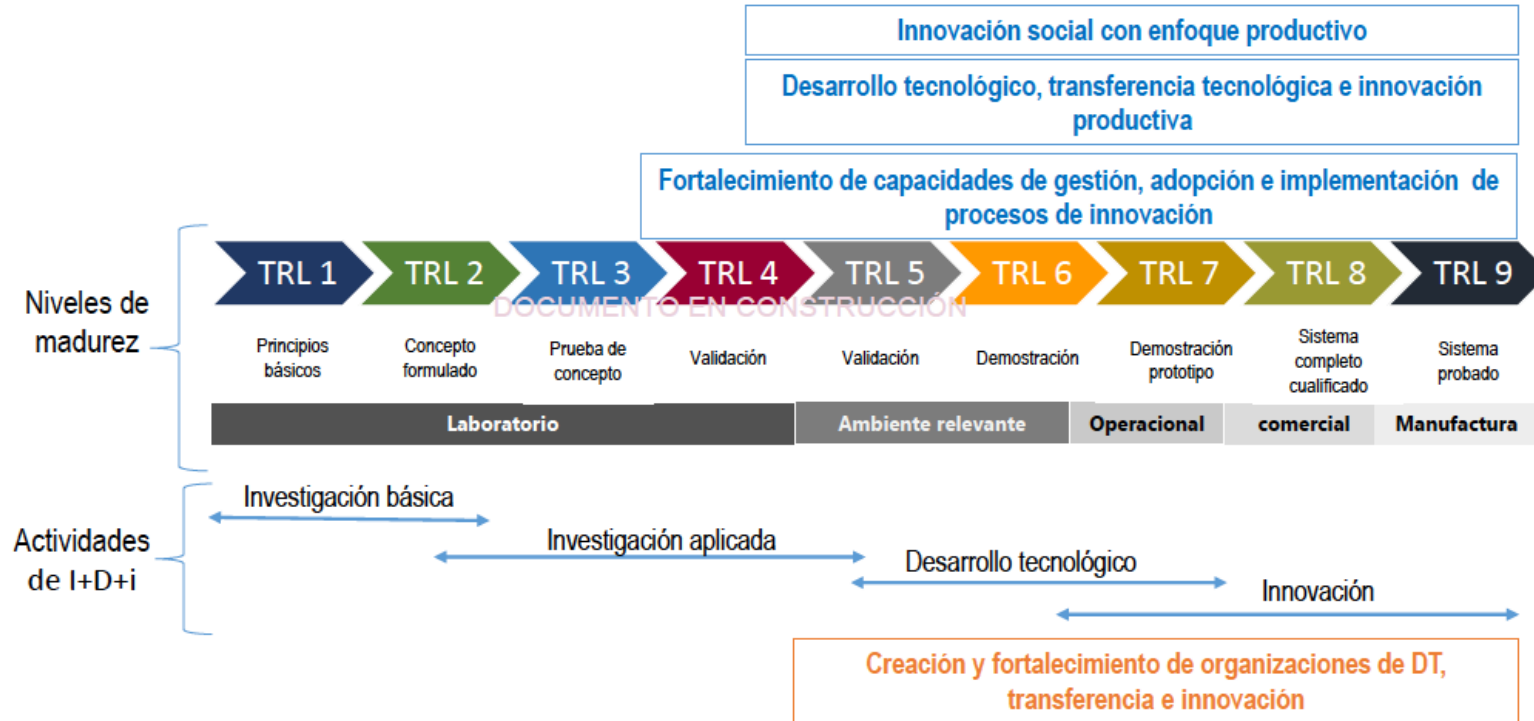 Innovación social con enfoque productivo
Desarrollo tecnológico, transferencia tecnológica e innovación
productiva
Fortalecimiento de capacidades de gestión, adopción e implementación de
procesos de innovación
Niveles de
madurez
TRL 1
TRL 2
TRL 3
TRL 4
TRL 5
TRL 6
TRL 7
TRL 8
TRL 9
DOCUMENTO EN CONSTRUCCIÓN
Principios
básicos
Concepto
formulado
Prueba de
concepto
Validación
Validación
Demostración
Demostración
prototipo
Sistema
completo
cualificado
Sistema
probado
Laboratorio
Ambiente relevante
Operacional
comercial
Manufactura
Actividades
de I+D+i
Investigación básica
Investigación aplicada
Desarrollo tecnológico
Innovación
Creación y fortalecimiento de organizaciones de DT,
transferencia e innovación